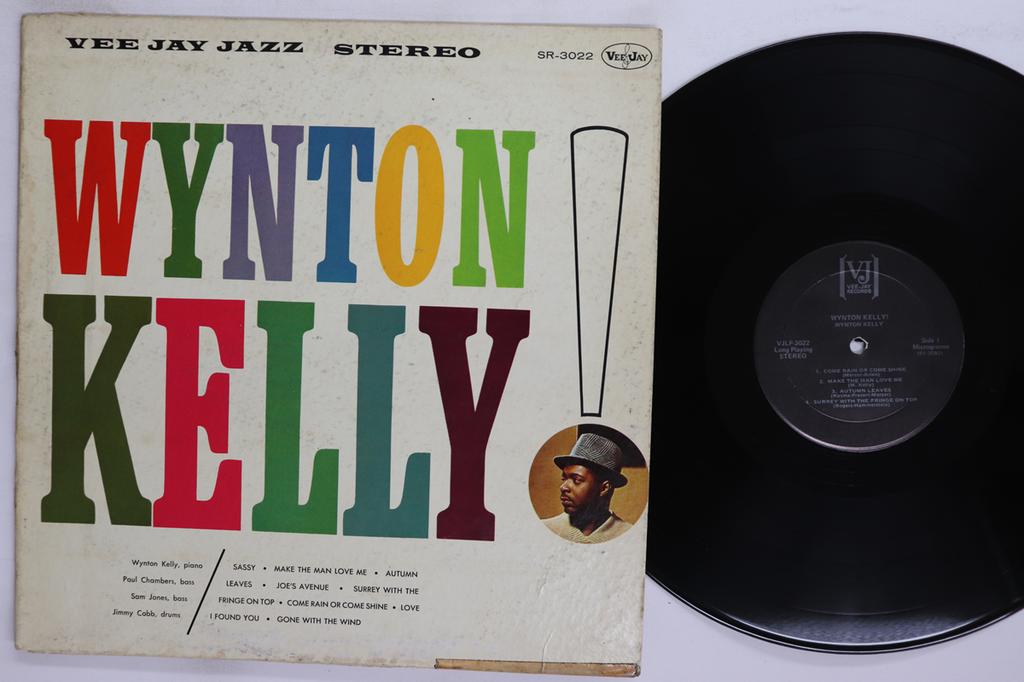 VEE JAY JAZZ STEREO
SR-3022 VEE JAY
WYNTON
KELLY!
Wynton Kelly, piano
Paul Chambers, bass
Sam Jones, bass
Jimmy Cobb, drums
SASSY • MAKE THE MAN LOVE ME • AUTUMN
LEAVES • JOE'S AVENUE • SURREY WITH THE
FRINGE ON TOP • COME RAIN OR COME SHINE • LOVE
I FOUND YOU • GONE WITH THE WIND
VJ
VEE-JAY
RECORDS
WYNTON KELLY!
WYNTON KELLY
VJLP-3022
Long Playing
STEREO
Side 1
Microgroove
1. COME RAIN OR COME SHINE
2. MAKE THE MAN LOVE ME
3. AUTUMN LEAVES
4. SURREY WITH THE FRINGE ON TOP